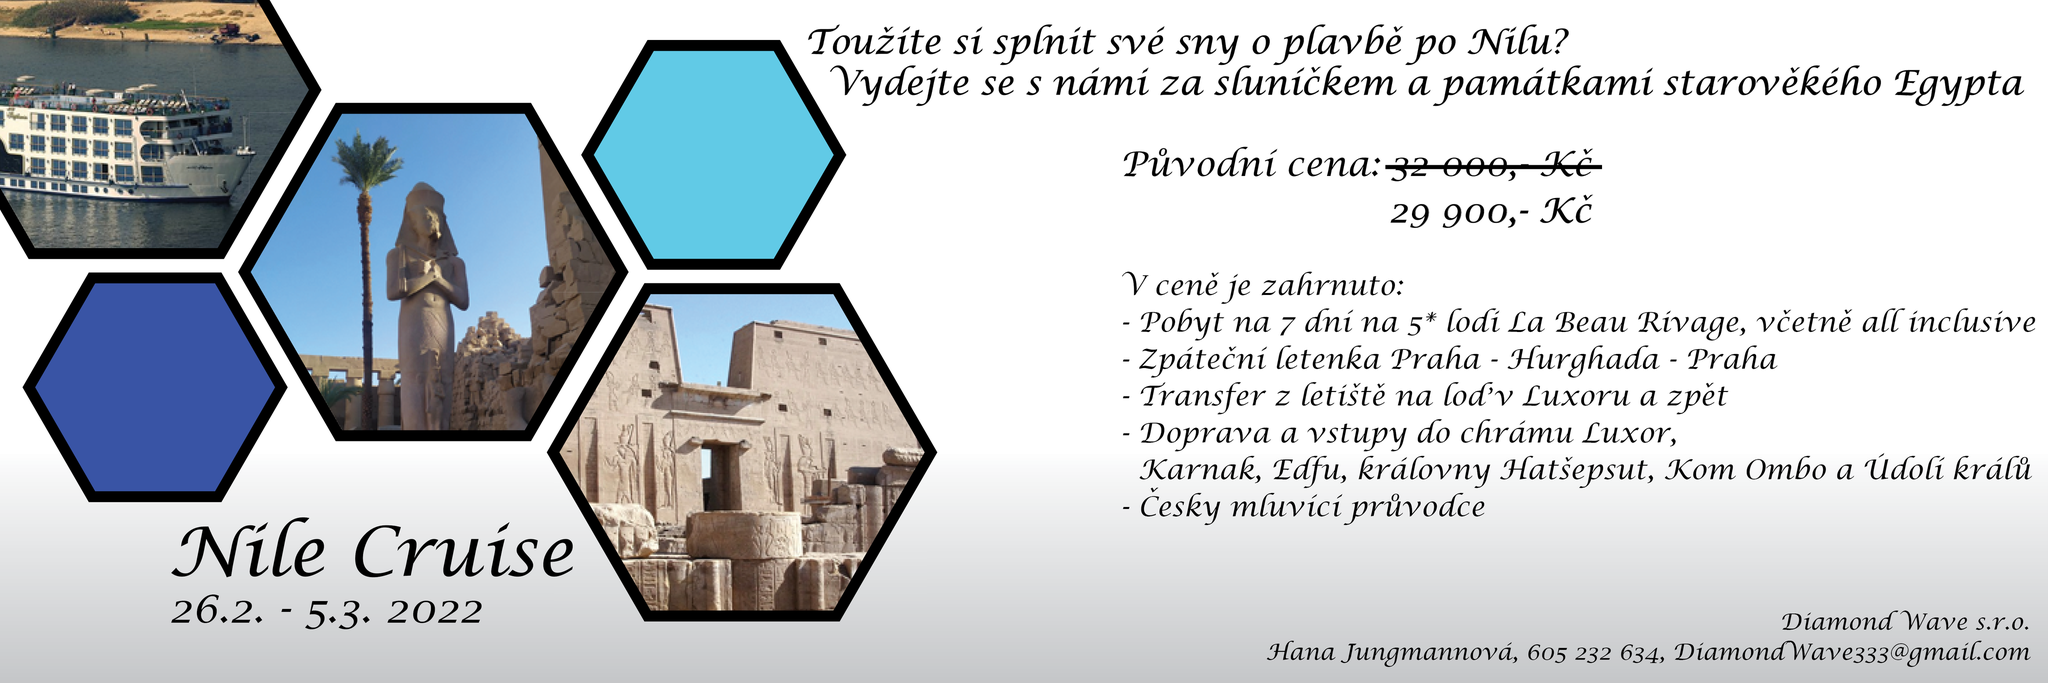 Toužíte si splnit své sny o plavbě po Nilu?
Vydejte se s námi za sluníčkem a památkami starověkého Egypta
Původní cena: 32 000,- Kč
29 900,- Kč
V ceně je zahrnuto:
- Pobyt na 7 dní na 5* lodi La Beau Rivage, včetně all inclusive
- Zpáteční letenka Praha - Hurghada - Praha
- Transfer z letiště na loď v Luxoru a zpět
- Doprava a vstupy do chrámu Luxor,
Karnak, Edfu, královny Hatšepsut, Kom Ombo a Údolí králů
- Česky mluvící průvodce
Nile Cruise
26.2. - 5.3. 2022
Diamond Wave s.r.o.
Hana Jungmannová, 605 232 634, DiamondWave333@gmail.com